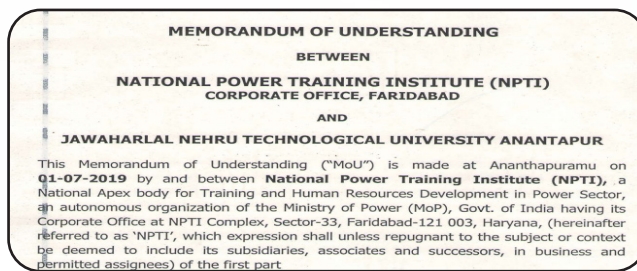 MEMORANDUM OF UNDERSTANDING
BETWEEN
NATIONAL POWER TRAINING INSTITUTE (NPTI)
CORPORATE OFFICE, FARIDABAD
AND
JAWAHARLAL NEHRU TECHNOLOGICAL UNIVERSITY ANANTAPUR
This Memorandum of Understanding ("MoU") is made at Ananthapuramu on
01-07-2019 by and between National Power Training Institute (NPTI), a
National Apex body for Training and Human Resources Development in Power Sector,
an autonomous organization of the Ministry of Power (MoP), Govt. of India having its
Corporate Office at NPTI Complex, Sector-33, Faridabad-121 003, Haryana, (hereinafter
referred to as 'NPTI', which expression shall unless repugnant to the subject or context
be deemed to include its subsidiaries, associates and successors, in business and
permitted assignees) of the first part